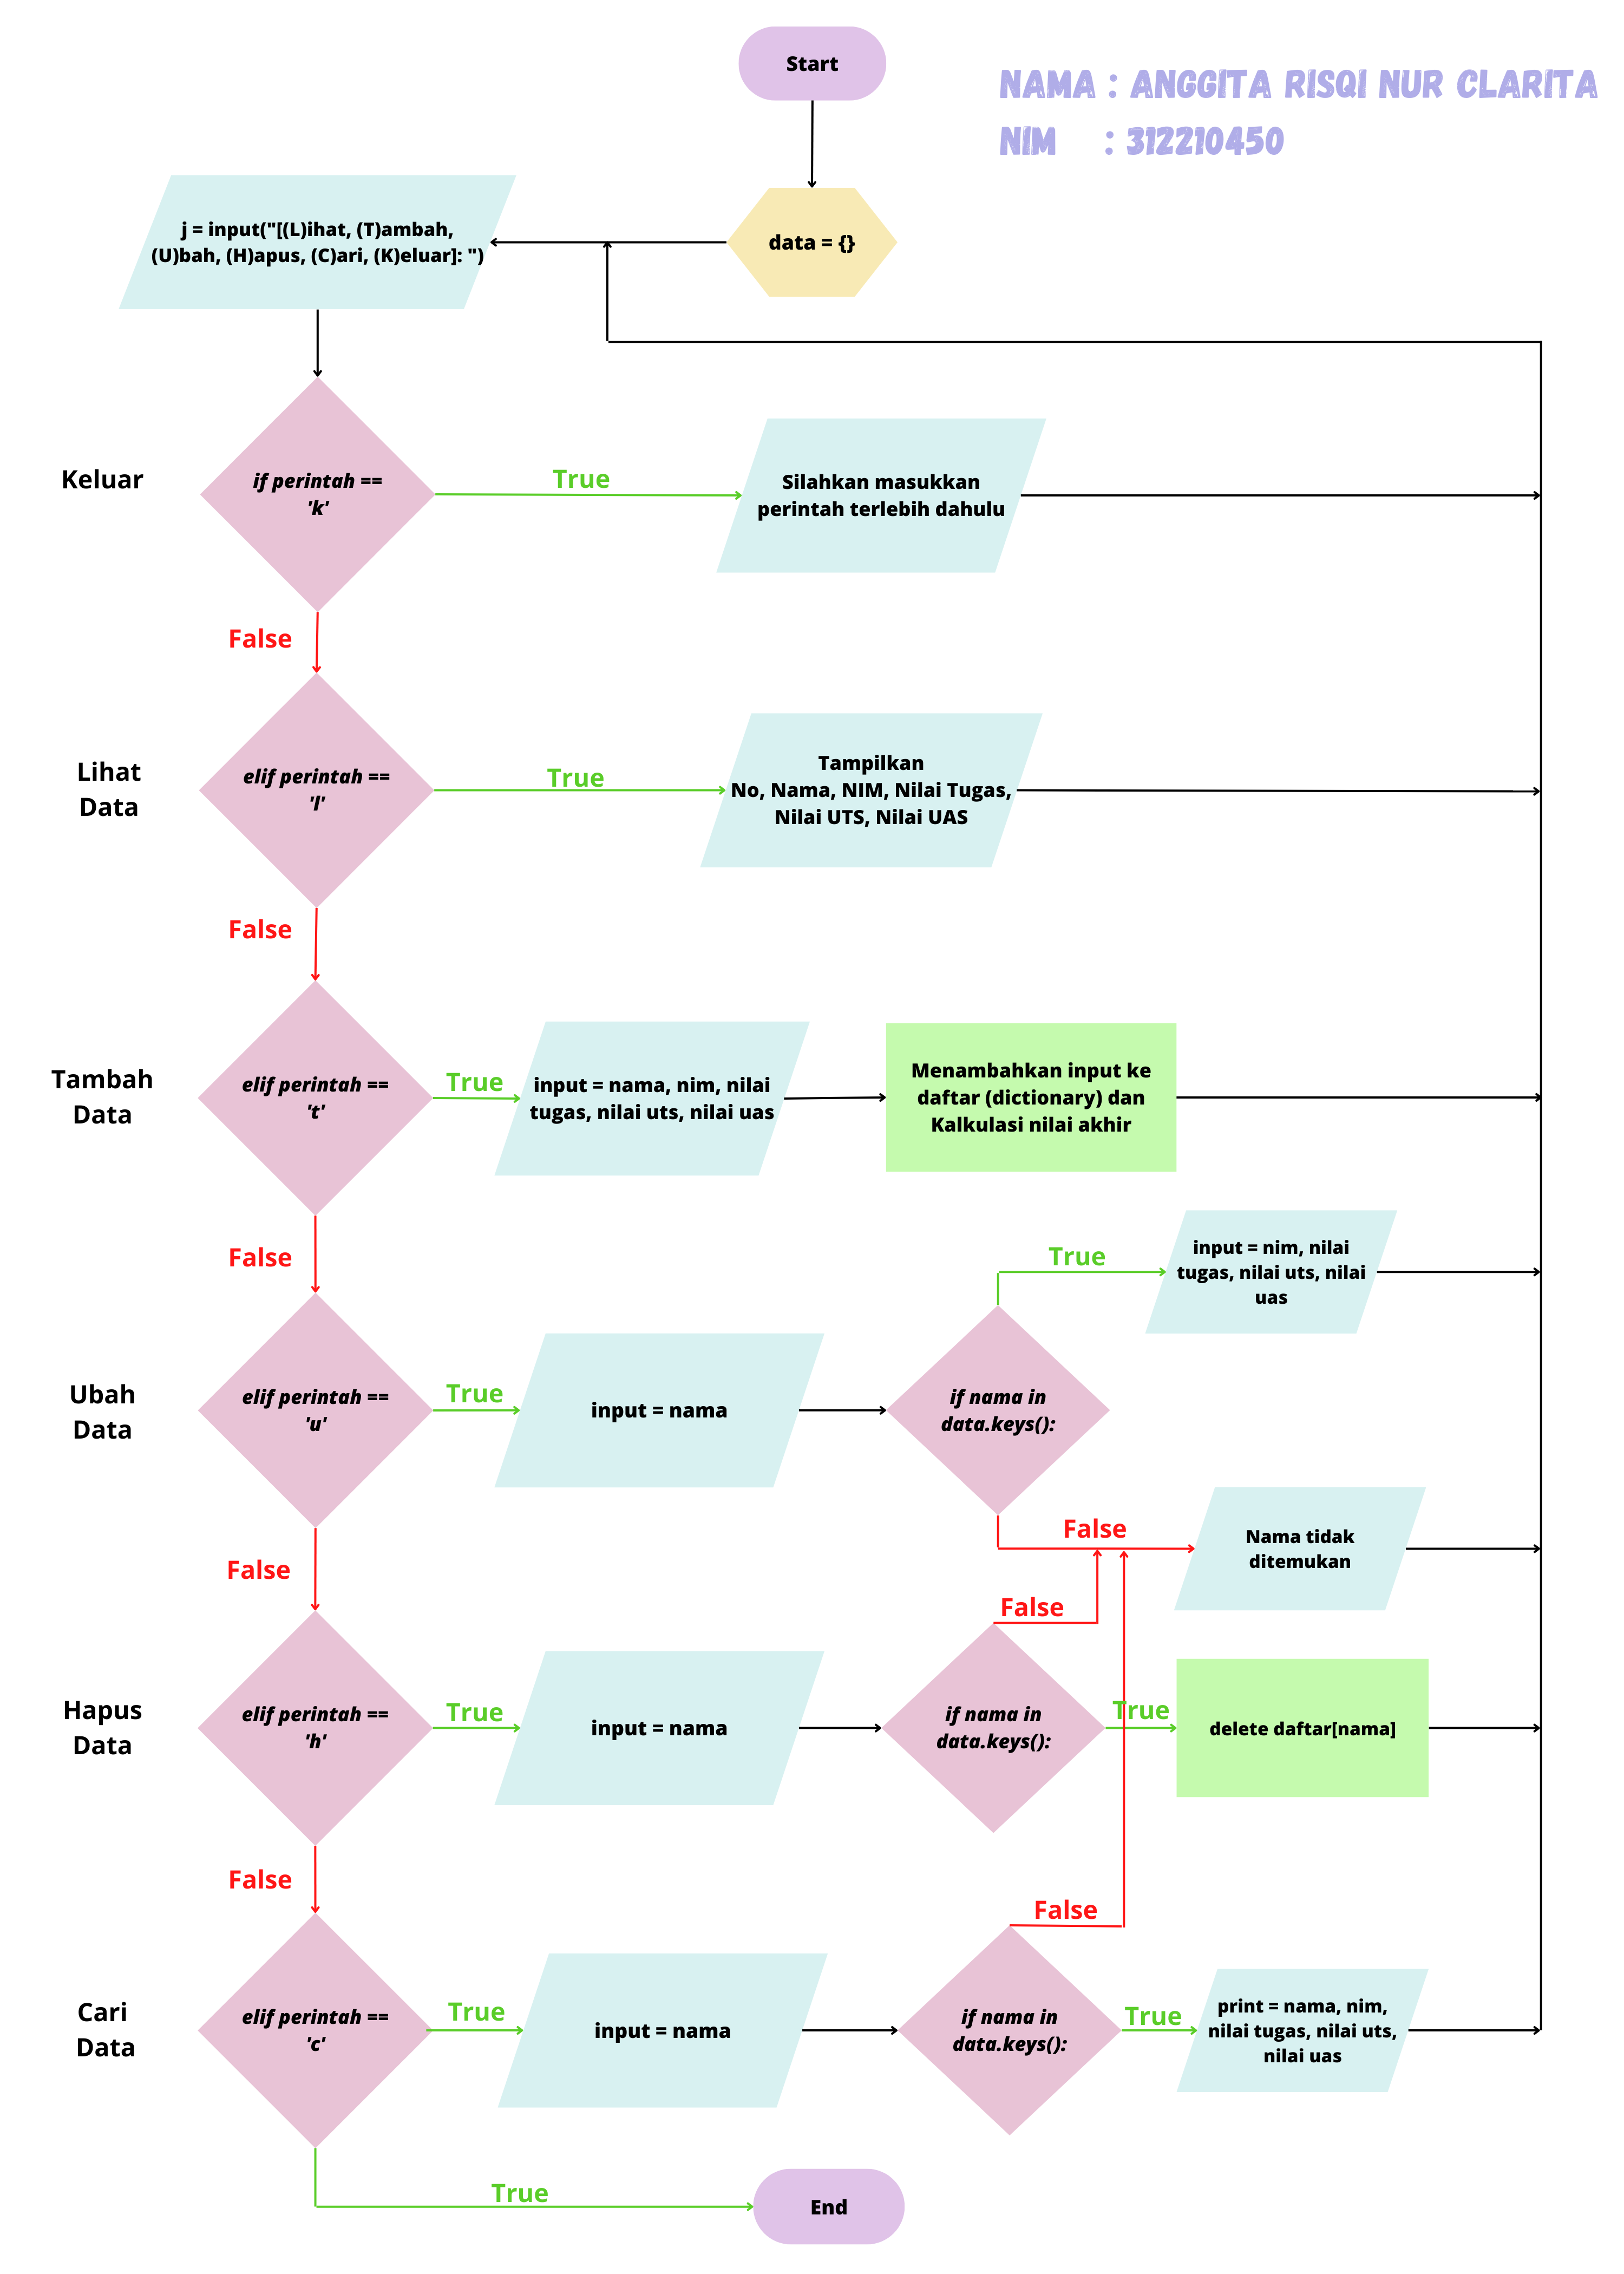 Start
NAMA : ANGGITA RISQI NUR CLARITA
NIM : 312210450
j = input("[(L)ihat, (T)ambah,
(U)bah, (H)apus, (C)ari, (K)eluar]: ")
data = {}
Keluar
if perintah ==
'k'
True
Silahkan masukkan
perintah terlebih dahulu
False
Lihat
Data
elif perintah ==
'l'
True
Tampilkan
No, Nama, NIM, Nilai Tugas,
Nilai UTS, Nilai UAS
False
Tambah
Data
elif perintah ==
't'
True
input = nama, nim, nilai
tugas, nilai uts, nilai uas
Menambahkan input ke
daftar (dictionary) dan
Kalkulasi nilai akhir
False
Ubah
Data
elif perintah ==
'u'
True
input = nama
if nama in
data.keys():
True
input = nim, nilai
tugas, nilai uts, nilai
uas
False
Nama tidak
ditemukan
False
Hapus
Data
elif perintah ==
'h'
True
input = nama
False
if nama in
data.keys():
True
delete daftar[nama]
False
Cari
Data
elif perintah ==
'c'
True
input = nama
False
if nama in
data.keys():
True
print = nama, nim,
nilai tugas, nilai uts,
nilai uas
True
End